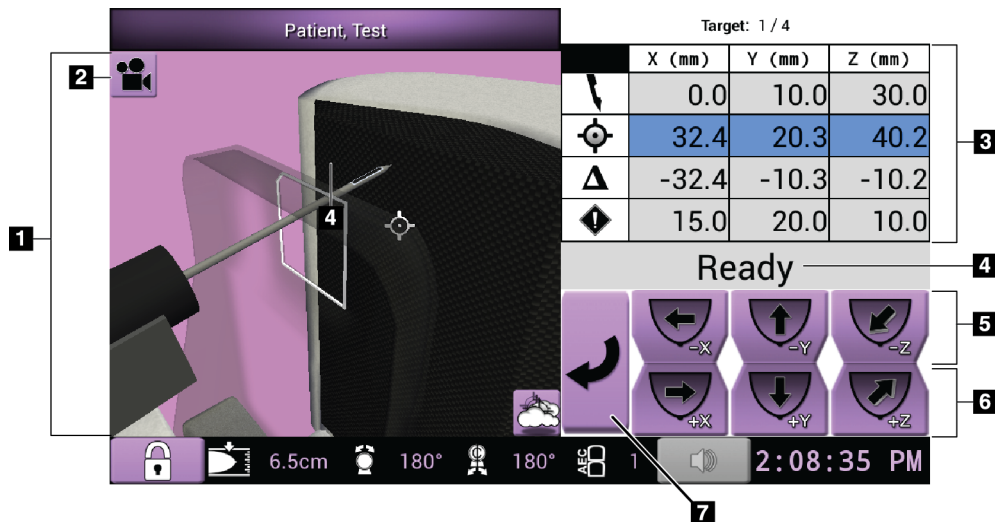 Patient, Test
Target: 1 / 4
X (mm) Y (mm) Z (mm)
0.0 10.0 30.0
32.4 20.3 40.2
Δ -32.4 -10.3 -10.2
! 15.0 20.0 10.0
Ready
-X -Y -Z
+X +Y +Z
6.5cm 180° 180° AEC 1 2:08:35 PM
1
2
4
3
4
5
6
7